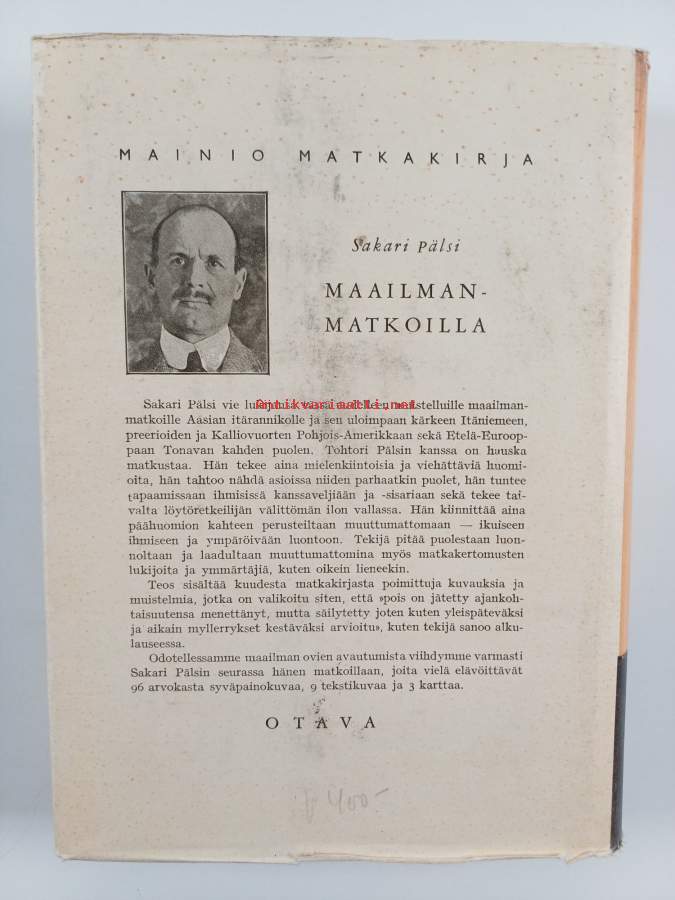 MAINIO MATKAKIRJA
Sakari Pälsi
MAAILMAN-
MATKOILLA
Antikvariaatti.net
Sakari Pälsi vie muistelluille maailman-
matkoille Aasian itärannikolle ja sen uloimpaan kärkeen Itäniemeen,
preerioiden ja Kalliovuorten Pohjois-Amerikkaan sekä Etelä-Euroop-
paan Tonavan kahden puolen. Tohtori Pälsin kanssa on hauska
matkustaa. Hän tekee aina mielenkiintoisia ja viehättäviä huomi-
oita, hän tahtoo nähdä asioissa niiden parhaatkin puolet, hän tuntee
tapaamissaan ihmisissä kanssaveljiään ja -sisariaan sekä tekee tai-
valta löytöretkeilijän välittömän ilon vallassa. Hän kiinnittää aina
päähuomion kahteen perusteiltaan muuttumattomaan — ikuiseen
ihmiseen ja ympäröivään luontoon. Tekijä pitää puolestaan luon-
noltaan ja laadultaan muuttumattomina myös matkakertomusten
lukijoita ja ymmärtäjiä, kuten oikein lieneekin.
Teos sisältää kuudesta matkakirjasta poimittuja kuvauksia ja
muistelmia, jotka on valikoitu siten, että »pois on jätetty ajankoh-
taisuutensa menettänyt, mutta säilytetty joten kuten yleispäteväksi
ja aikain myllerrykset kestäväksi arvioitu», kuten tekijä sanoo alku-
lauseessa.
Odotellessamme maailman ovien avautumista viihdymme varmasti
Sakari Pälsin seurassa hänen matkoillaan, joita vielä elävöittävät
96 arvokasta syväpainokuvaa, 9 tekstikuvaa ja 3 karttaa.
OTAVA
400-